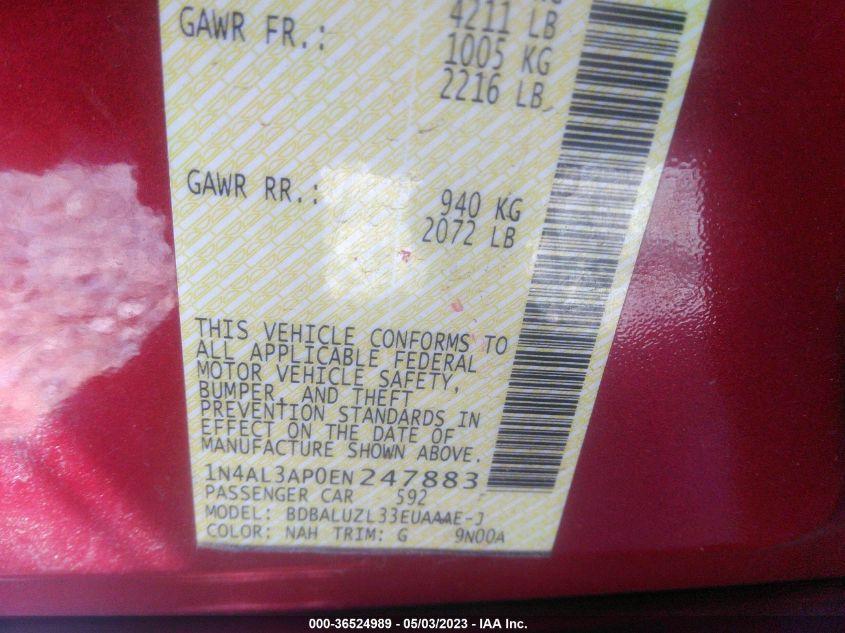 4211 LB
GAWR FR.: 1005 KG
2216 LB
GAWR RR.: 940 KG
2072 LB
THIS VEHICLE CONFORMS TO
ALL APPLICABLE FEDERAL
MOTOR VEHICLE SAFETY,
BUMPER, AND THEFT
PREVENTION STANDARDS IN
EFFECT ON THE DATE OF
MANUFACTURE SHOWN ABOVE.
1N4AL3AP0EN247883
PASSENGER CAR 592
MODEL: BDBALUZL33EUAAAE-J
COLOR: NAH TRIM: G 9N00A
000-36524989 - 05/03/2023 - IAA Inc.